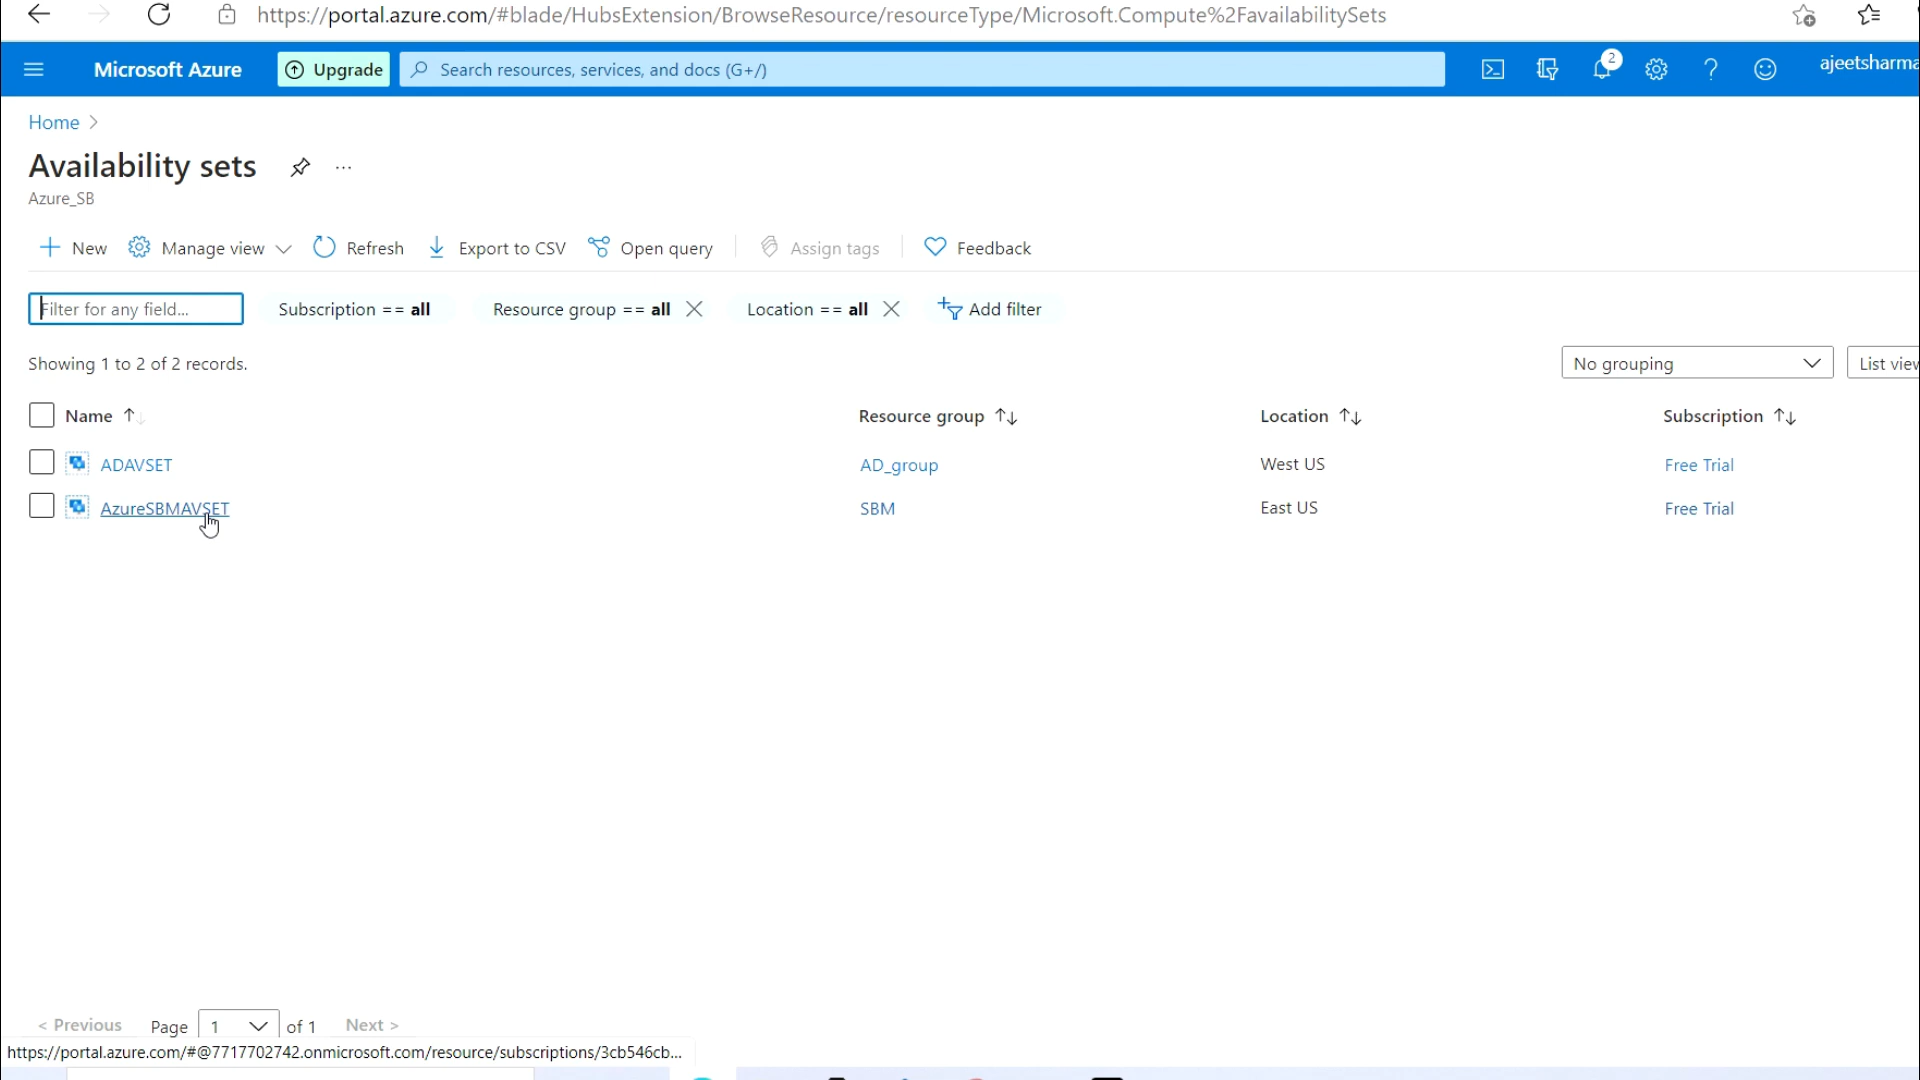 https://portal.azure.com/#blade/HubsExtension/BrowseResource/resourceType/Microsoft.Compute%2FavailabilitySets
Microsoft Azure
Upgrade
Search resources, services, and docs (G+/)
2
ajeetsharma
Home
Availability sets
...
Azure_SB
New
Manage view
Refresh
Export to CSV
Open query
Assign tags
Feedback
Filter for any field...
Subscription == all
Resource group == all
Location == all
Add filter
Showing 1 to 2 of 2 records.
No grouping
List view
Name
Resource group
Location
Subscription
ADAVSET
AD_group
West US
Free Trial
AzureSBMAVSET
SBM
East US
Free Trial
< Previous
Page
1
of 1
Next >
https://portal.azure.com/#@7717702742.onmicrosoft.com/resource/subscriptions/3cb546cb...